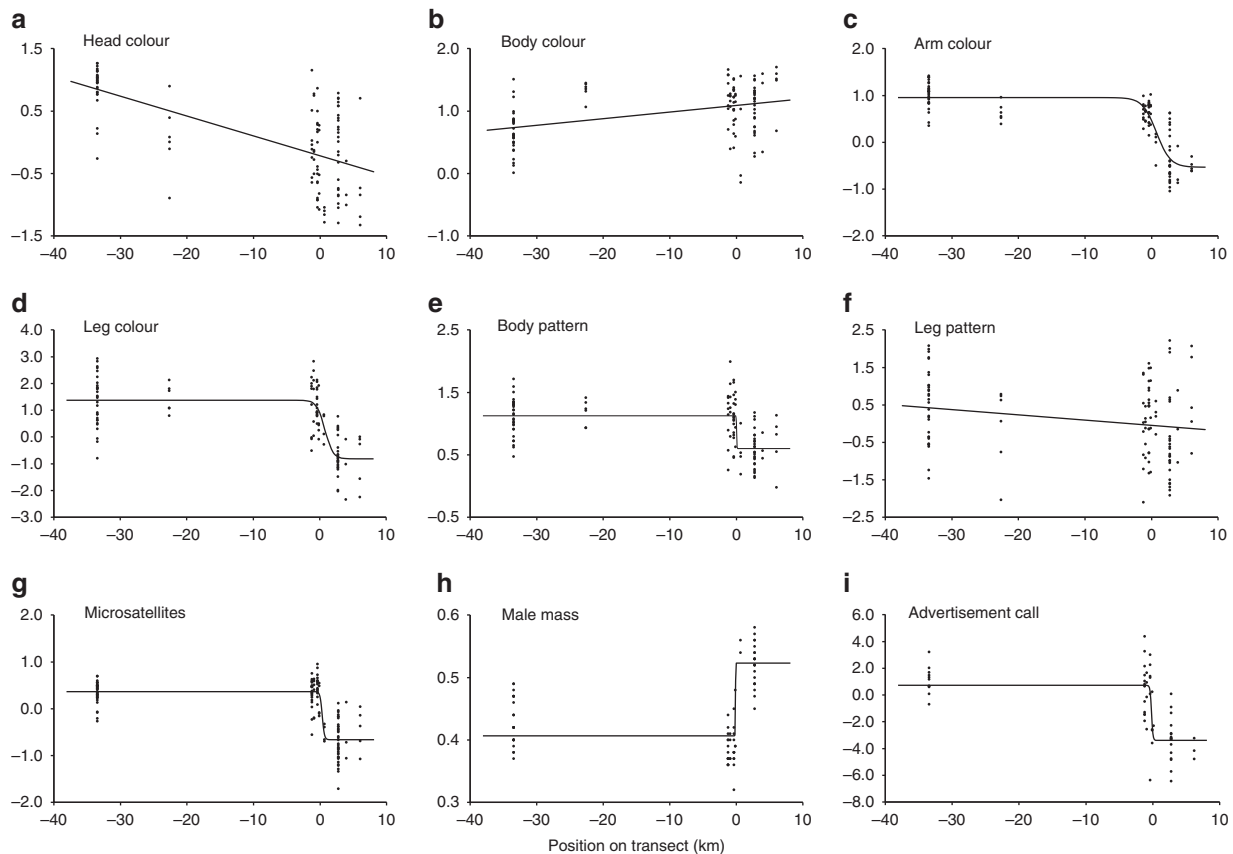 a
Head colour
1.5
0.5
–0.5
–1.5
–40 –30 –20 –10 0 10
b
Body colour
2.0
1.0
0.0
–1.0
–40 –30 –20 –10 0 10
c
Arm colour
2.0
1.0
0.0
–1.0
–2.0
–40 –30 –20 –10 0 10
d
Leg colour
4.0
3.0
2.0
1.0
0.0
–1.0
–2.0
–3.0
–40 –30 –20 –10 0 10
e
Body pattern
2.5
1.5
0.5
–0.5
–40 –30 –20 –10 0 10
f
Leg pattern
2.5
1.5
0.5
–0.5
–1.5
–2.5
–40 –30 –20 –10 0 10
g
Microsatellites
2.0
1.0
0.0
–1.0
–2.0
–40 –30 –20 –10 0 10
h
Male mass
0.6
0.5
0.4
0.3
–40 –30 –20 –10 0 10
Position on transect (km)
i
Advertisement call
6.0
4.0
2.0
0.0
–2.0
–4.0
–6.0
–8.0
–40 –30 –20 –10 0 10